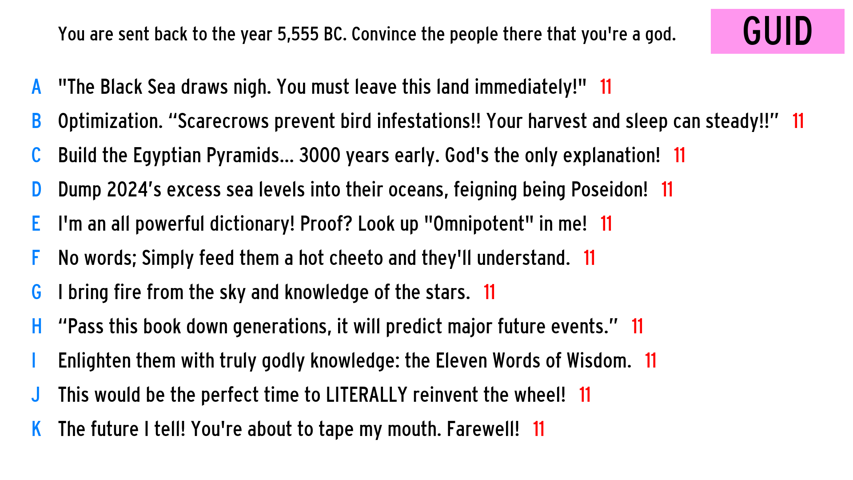 You are sent back to the year 5,555 BC. Convince the people there that you're a god.
GUID
A "The Black Sea draws nigh. You must leave this land immediately!" 11
B Optimization. “Scarecrows prevent bird infestations!! Your harvest and sleep can steady!!” 11
C Build the Egyptian Pyramids... 3000 years early. God's the only explanation! 11
D Dump 2024’s excess sea levels into their oceans, feigning being Poseidon! 11
E I'm an all powerful dictionary! Proof? Look up "Omnipotent" in me! 11
F No words; Simply feed them a hot cheeto and they'll understand. 11
G I bring fire from the sky and knowledge of the stars. 11
H “Pass this book down generations, it will predict major future events.” 11
I Enlighten them with truly godly knowledge: the Eleven Words of Wisdom. 11
J This would be the perfect time to LITERALLY reinvent the wheel! 11
K The future I tell! You're about to tape my mouth. Farewell! 11